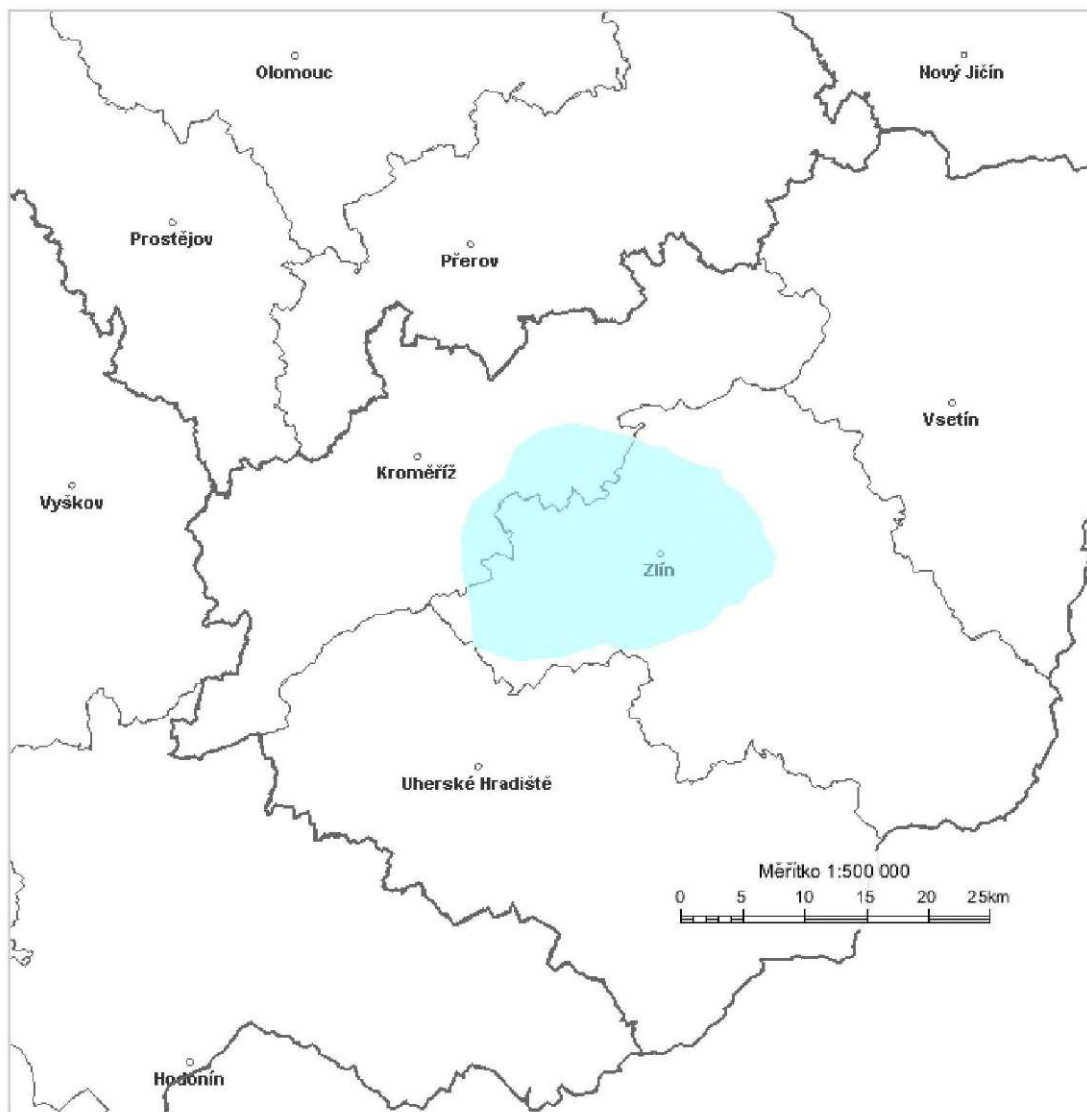 Olomouc
Nový Jičín
Prostějov
Přerov
Vsetín
Kroměříž
Vyškov
Zlín
Uherské Hradiště
Měřítko 1:500 000
0 5 10 15 20 25km
Hodonín